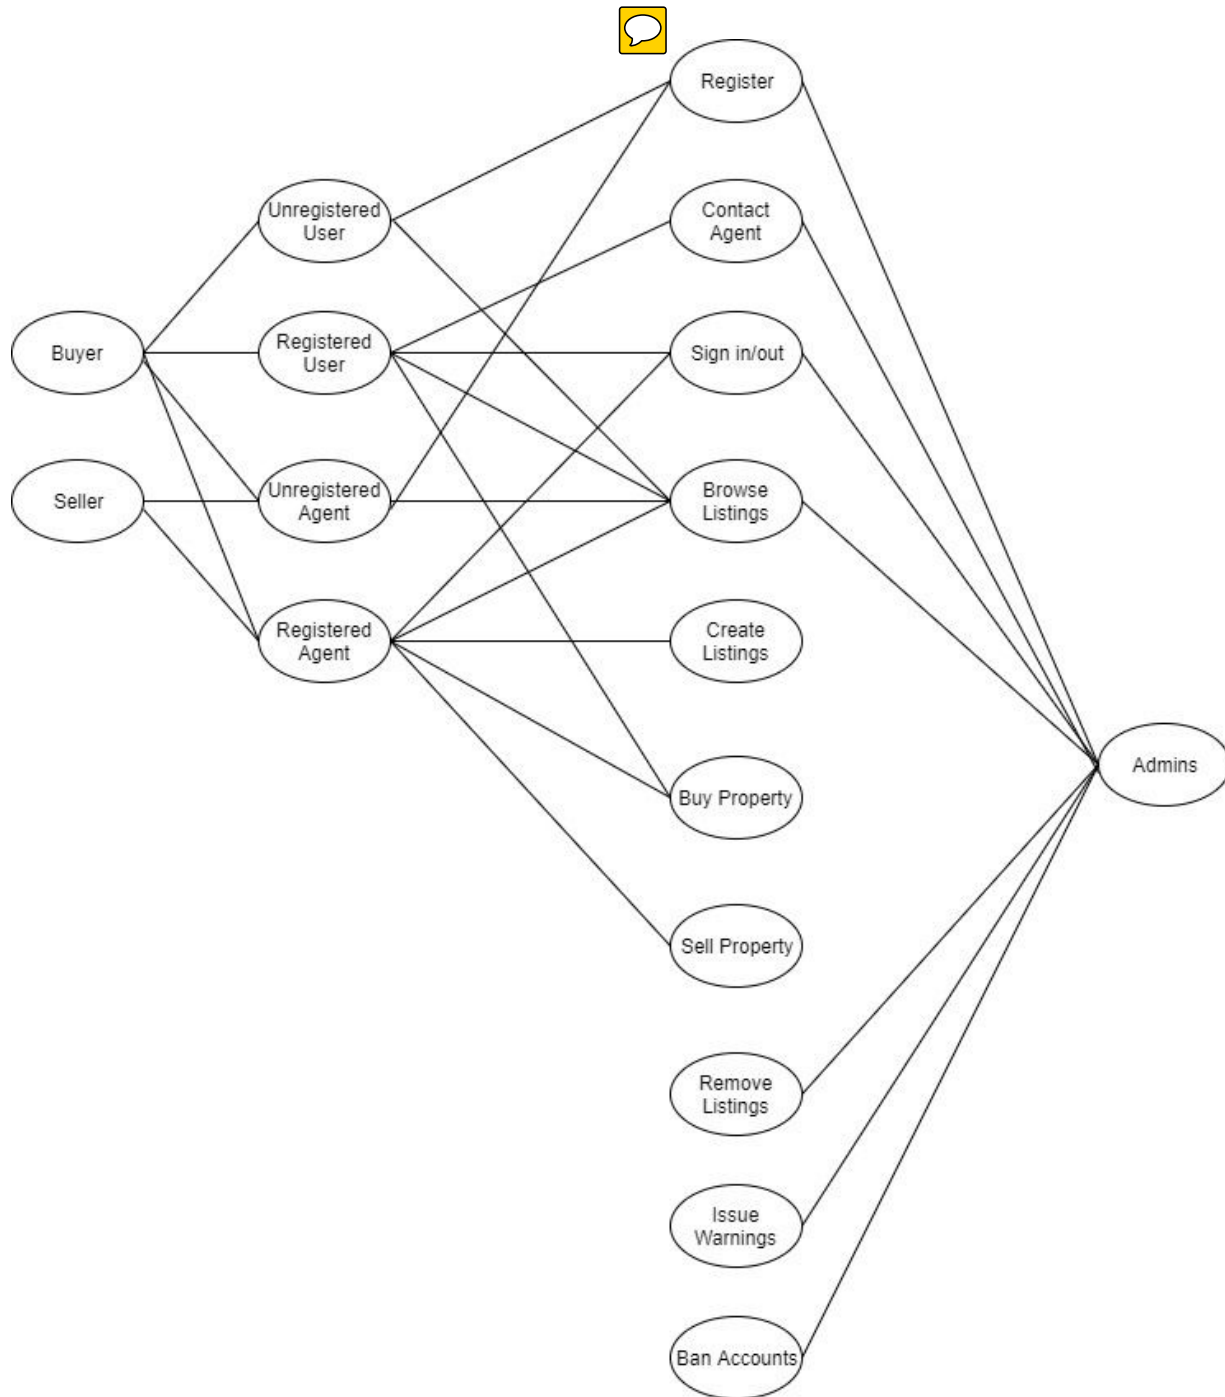 Register
Unregistered
User
Contact
Agent
Buyer
Registered
User
Sign in/out
Seller
Unregistered
Agent
Browse
Listings
Registered
Agent
Create
Listings
Admins
Buy Property
Sell Property
Remove
Listings
Issue
Warnings
Ban Accounts